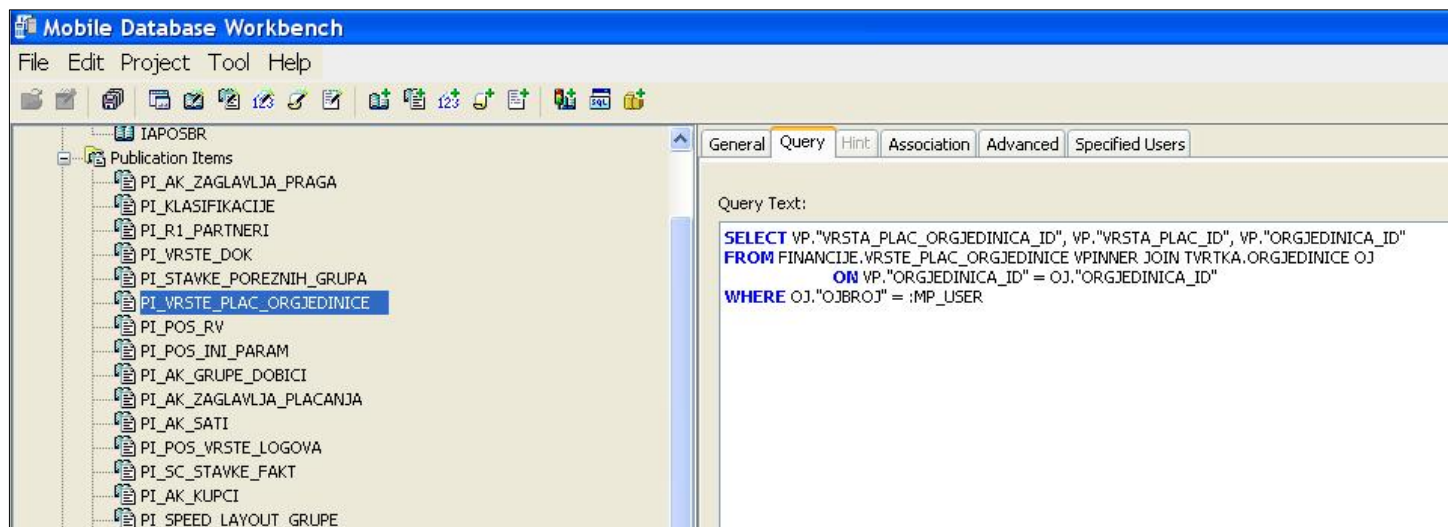 Mobile Database Workbench
File Edit Project Tool Help
IAPOSBR
Publication Items
PI_AK_ZAGLAVLJA_PRAGA
PI_KLASIFIKACIJE
PI_R1_PARTNERI
PI_VRSTE_DOK
PI_STAVKE_POREZNIH_GRUPA
PI_VRSTE_PLAC_ORGJEDINICE
PI_POS_RV
PI_POS_INI_PARAM
PI_AK_GRUPE_DOBICI
PI_AK_ZAGLAVLJA_PLACANJA
PI_AK_SATI
PI_POS_VRSTE_LOGOVA
PI_SC_STAVKE_FAKT
PI_AK_KUPCI
PI_SPEED_LAYOUT_GRUPE
General Query Hint Association Advanced Specified Users
Query Text:
SELECT VP."VRSTA_PLAC_ORGJEDINICA_ID", VP."VRSTA_PLAC_ID", VP."ORGJEDINICA_ID"
FROM FINANCIJE.VRSTE_PLAC_ORGJEDINICE VPINNER JOIN TVRTKA.ORGJEDINICE OJ
ON VP."ORGJEDINICA_ID" = OJ."ORGJEDINICA_ID"
WHERE OJ."OJBROJ" = :MP_USER